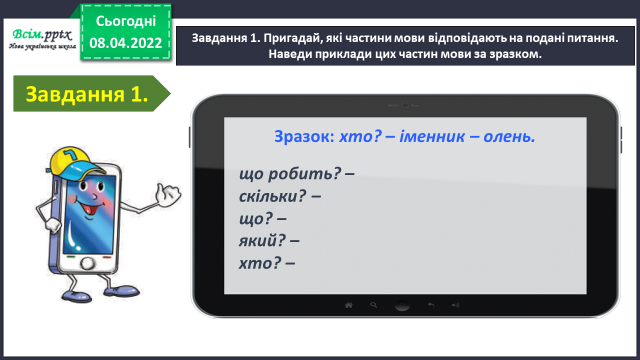 Всім.pptx
Нова українська школа
Сьогодні
08.04.2022
Завдання 1. Пригадай, які частини мови відповідають на подані питання.
Наведи приклади цих частин мови за зразком.
Завдання 1.
Зразок: хто? – іменник – олень.
що робить? –
скільки? –
що? –
який? –
хто? –